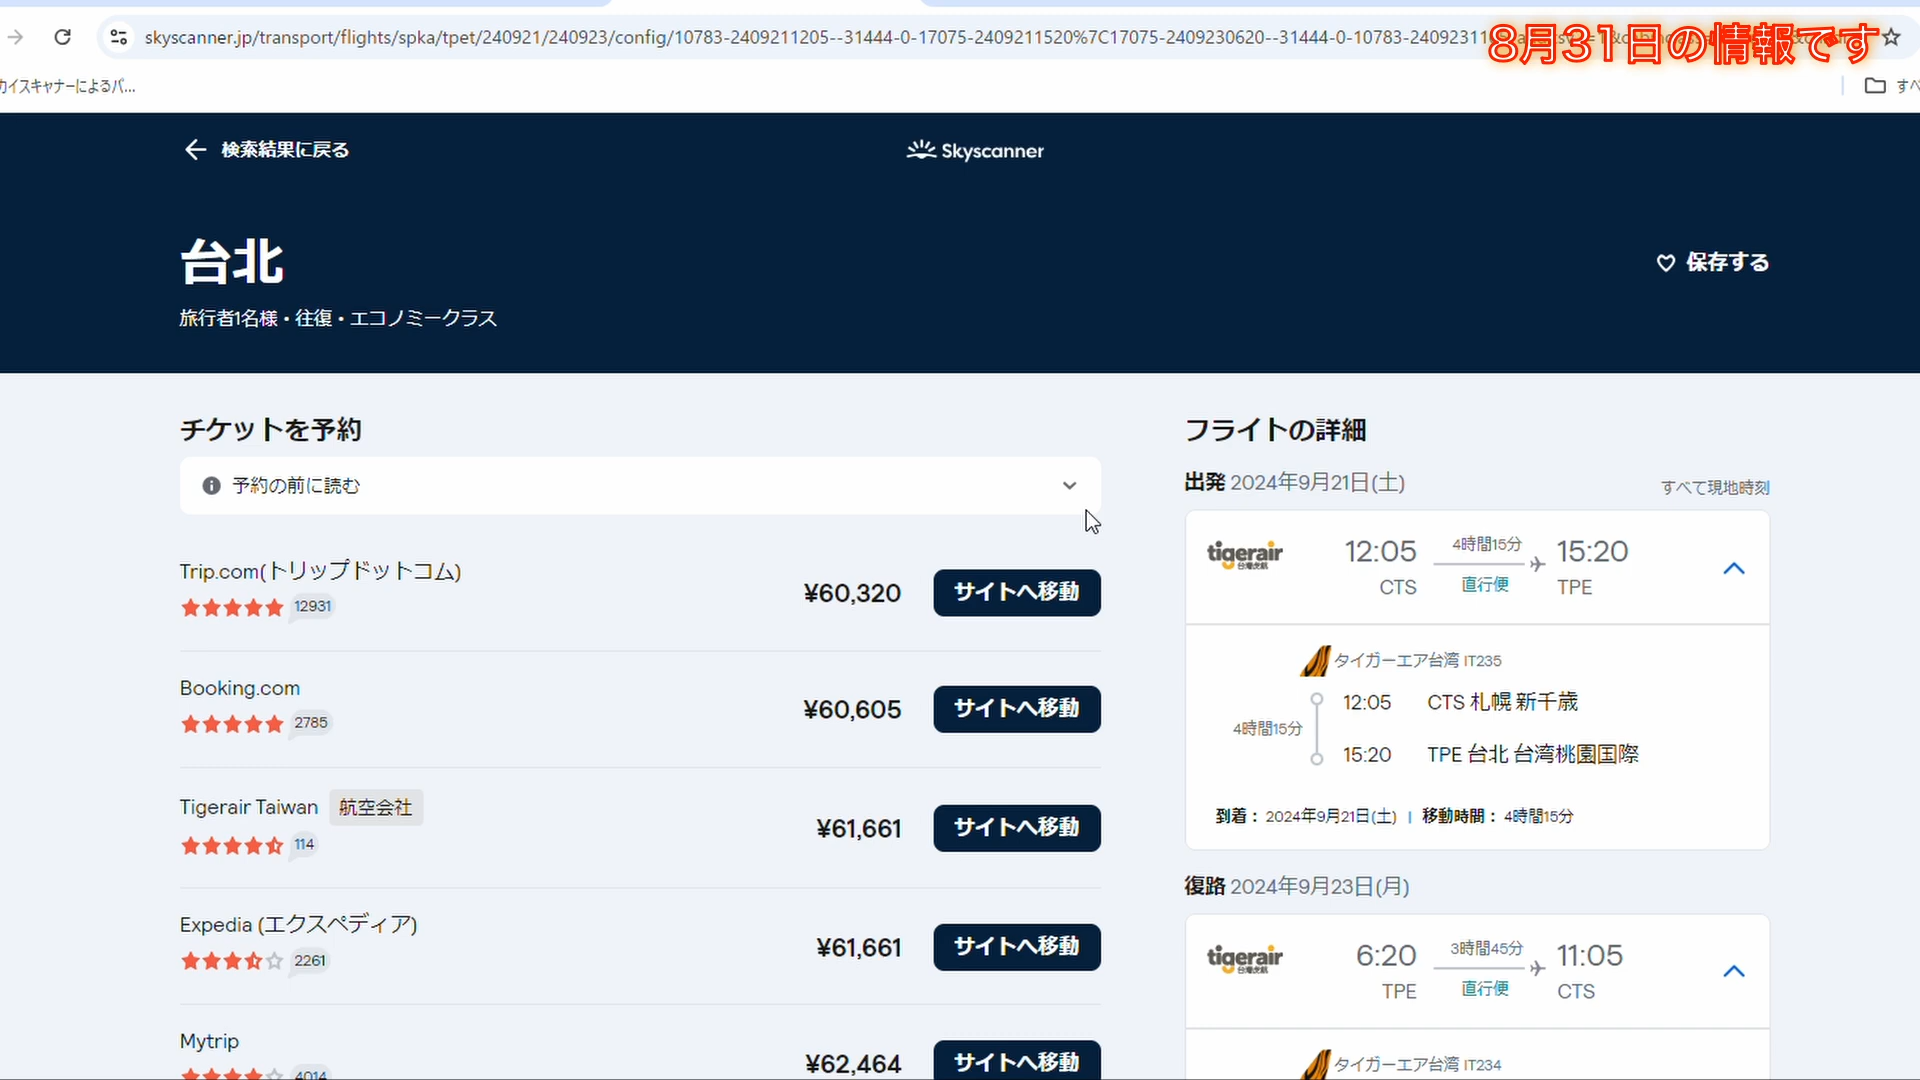 skyscanner.jp/transport/flights/spka/tpet/240921/240923/config/10783-2409211205--31444-0-17075-2409211520%7C17075-2409230620--31444-0-10783-24092311
8月31日の情報です
カイスキャナーによるパ...
すべ
検索結果に戻る
Skyscanner
台北
保存する
旅行者1名様・往復・エコノミークラス
チケットを予約
予約の前に読む
Trip.com(トリップドットコム)
12931
¥60,320
サイトへ移動
Booking.com
2785
¥60,605
サイトへ移動
Tigerair Taiwan 航空会社
114
¥61,661
サイトへ移動
Expedia (エクスペディア)
2261
¥61,661
サイトへ移動
Mytrip
4014
¥62,464
サイトへ移動
フライトの詳細
出発 2024年9月21日(土)
すべて現地時刻
tigerair
台灣虎航
12:05
CTS
4時間15分
直行便
15:20
TPE
タイガーエア台湾 IT235
12:05 CTS 札幌 新千歳
4時間15分
15:20 TPE 台北 台湾桃園国際
到着： 2024年9月21日(土) | 移動時間： 4時間15分
復路 2024年9月23日(月)
tigerair
台灣虎航
6:20
TPE
3時間45分
直行便
11:05
CTS
タイガーエア台湾 IT234